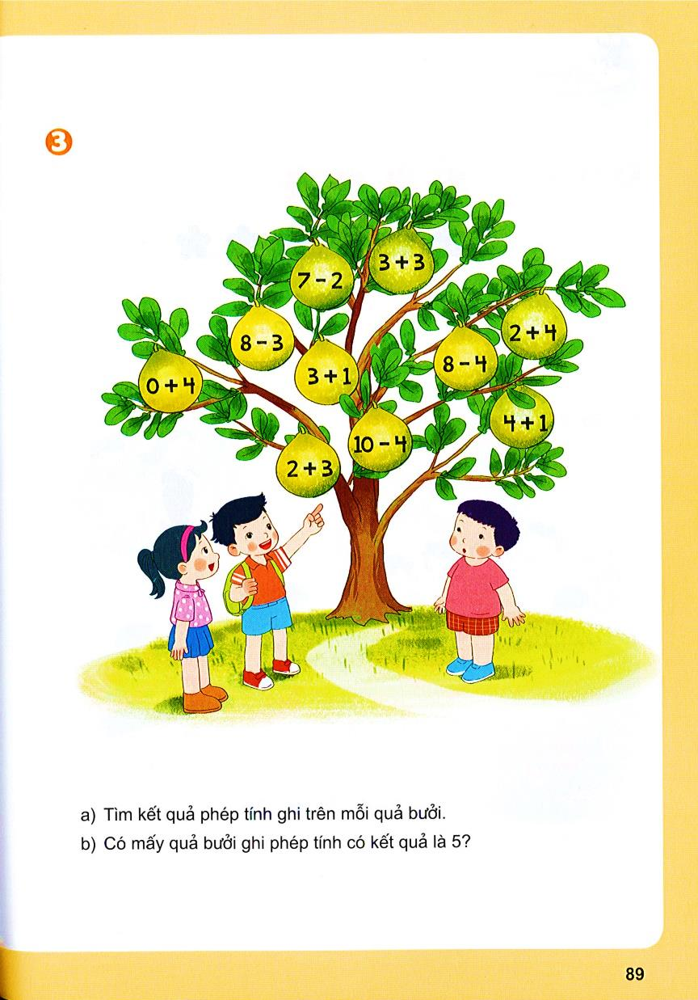 3
7 – 2
3 + 3
8 – 3
2 + 4
3 + 1
8 – 4
0 + 4
4 + 1
10 – 4
2 + 3
a) Tìm kết quả phép tính ghi trên mỗi quả bưởi.
b) Có mấy quả bưởi ghi phép tính có kết quả là 5?
89